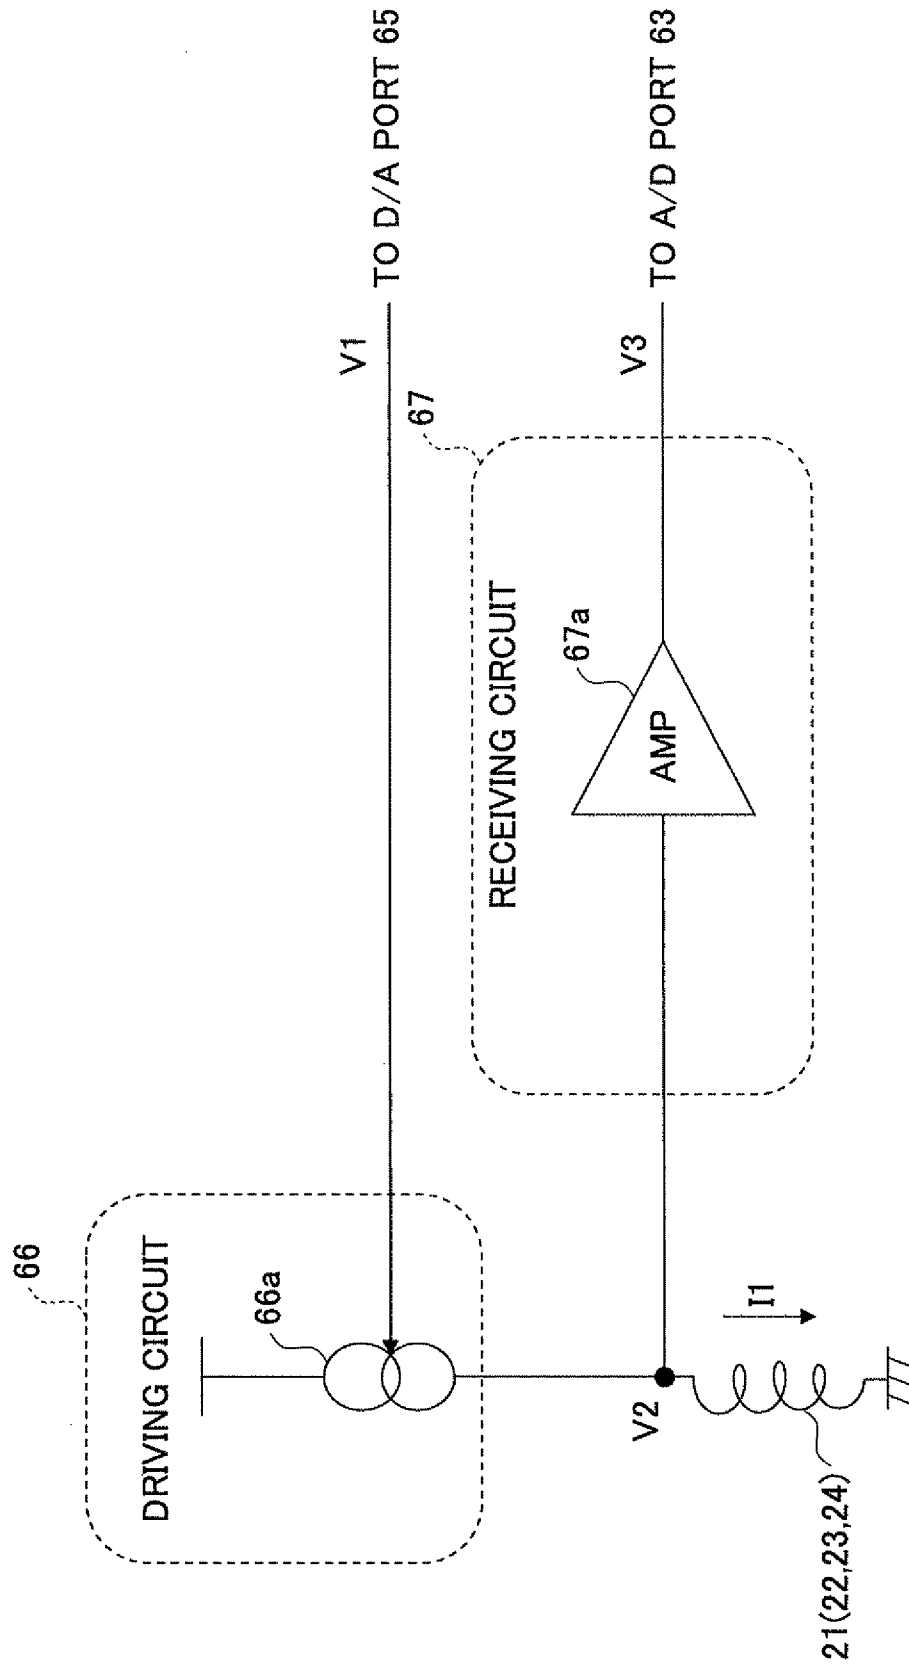 66
DRIVING CIRCUIT
66a
V1
TO D/A PORT 65
67
RECEIVING CIRCUIT
67a
AMP
V3
TO A/D PORT 63
V2
I1
21(22,23,24)